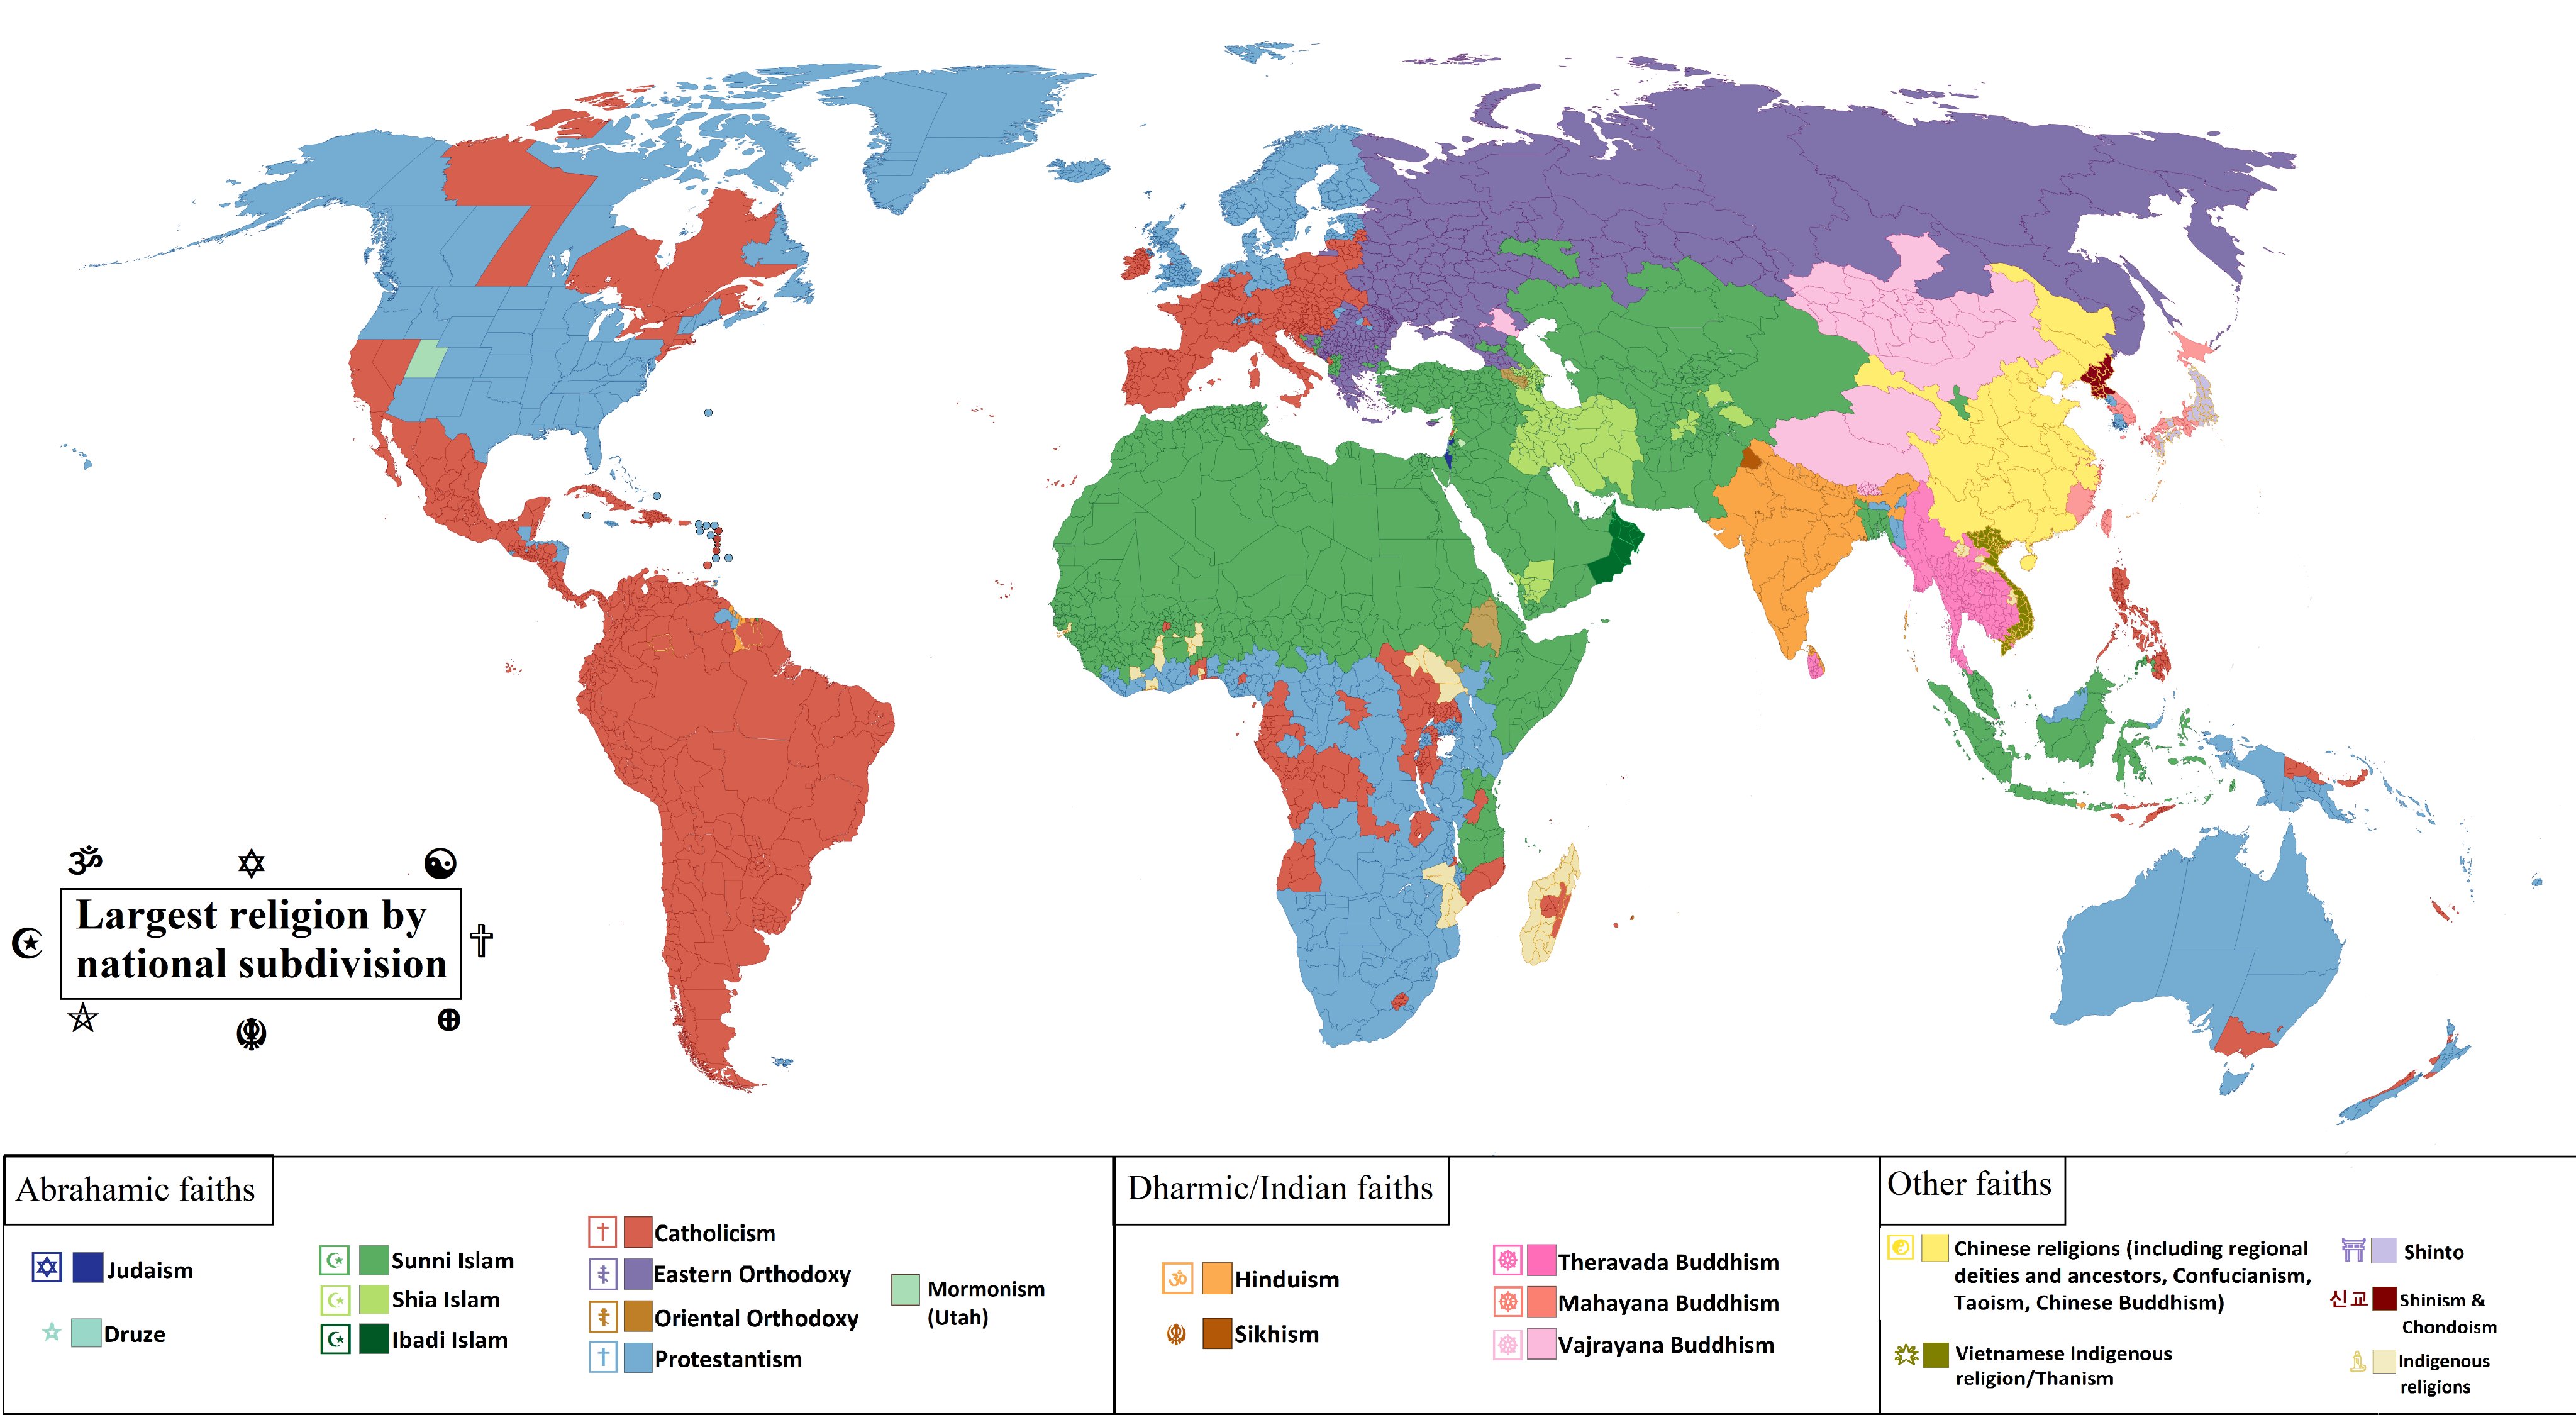 ॐ
Largest religion by
national subdivision
Abrahamic faiths
Judaism
Druze
Sunni Islam
Shia Islam
Ibadi Islam
Catholicism
Eastern Orthodoxy
Oriental Orthodoxy
Protestantism
Mormonism
(Utah)
Dharmic/Indian faiths
ॐ
Hinduism
Sikhism
Theravada Buddhism
Mahayana Buddhism
Vajrayana Buddhism
Other faiths
Chinese religions (including regional
deities and ancestors, Confucianism,
Taoism, Chinese Buddhism)
Vietnamese Indigenous
religion/Thanism
Shinto
신교 Shinism &
Chondoism
Indigenous
religions